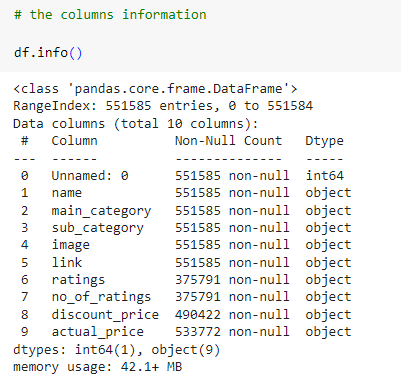 # the columns information
df.info()
<class 'pandas.core.frame.DataFrame'>
RangeIndex: 551585 entries, 0 to 551584
Data columns (total 10 columns):
 #   Column          Non-Null Count   Dtype
---  ------          --------------   -----
 0   Unnamed: 0      551585 non-null  int64
 1   name            551585 non-null  object
 2   main_category   551585 non-null  object
 3   sub_category    551585 non-null  object
 4   image           551585 non-null  object
 5   link            551585 non-null  object
 6   ratings         375791 non-null  object
 7   no_of_ratings   375791 non-null  object
 8   discount_price  490422 non-null  object
 9   actual_price    533772 non-null  object
dtypes: int64(1), object(9)
memory usage: 42.1+ MB